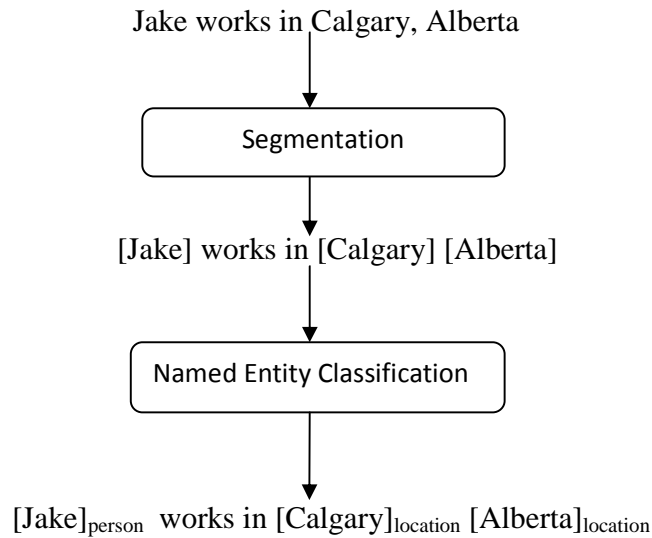 Jake works in Calgary, Alberta
Segmentation
[Jake] works in [Calgary] [Alberta]
Named Entity Classification
[Jake]person works in [Calgary]location [Alberta]location